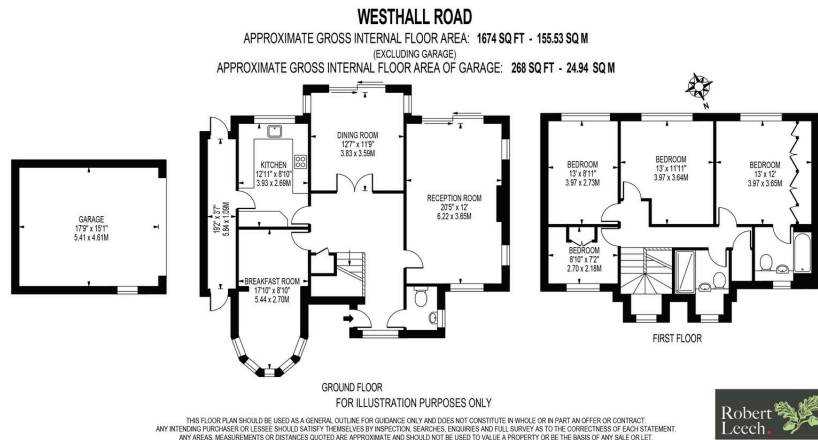 WESTHALL ROAD
APPROXIMATE GROSS INTERNAL FLOOR AREA: 1674 SQ FT - 155.53 SQ M
(EXCLUDING GARAGE)
APPROXIMATE GROSS INTERNAL FLOOR AREA OF GARAGE: 268 SQ FT - 24.94 SQ M
N
GARAGE
17'9" x 15'1"
5.41 x 4.61M
19'2" x 3'7"
5.84 x 1.09M
KITCHEN
12'11" x 8'10"
3.93 x 2.69M
DINING ROOM
12'7" x 11'9"
3.83 x 3.59M
RECEPTION ROOM
20'5" x 12'
6.22 x 3.65M
BREAKFAST ROOM
17'10" x 8'10"
5.44 x 2.70M
GROUND FLOOR
BEDROOM
13' x 8'11"
3.97 x 2.73M
BEDROOM
13' x 11'11"
3.97 x 3.64M
BEDROOM
13' x 12'
3.97 x 3.65M
BEDROOM
8'10" x 7'2"
2.70 x 2.18M
FIRST FLOOR
FOR ILLUSTRATION PURPOSES ONLY
THIS FLOOR PLAN SHOULD BE USED AS A GENERAL OUTLINE FOR GUIDANCE ONLY AND DOES NOT CONSTITUTE IN WHOLE OR IN PART AN OFFER OR CONTRACT.
ANY INTENDING PURCHASER OR LESSEE SHOULD SATISFY THEMSELVES BY INSPECTION, SEARCHES, ENQUIRIES AND FULL SURVEY AS TO THE CORRECTNESS OF EACH STATEMENT.
ANY AREAS, MEASUREMENTS OR DISTANCES QUOTED ARE APPROXIMATE AND SHOULD NOT BE USED TO VALUE A PROPERTY OR BE THE BASIS OF ANY SALE OR LET.
Robert
Leech.